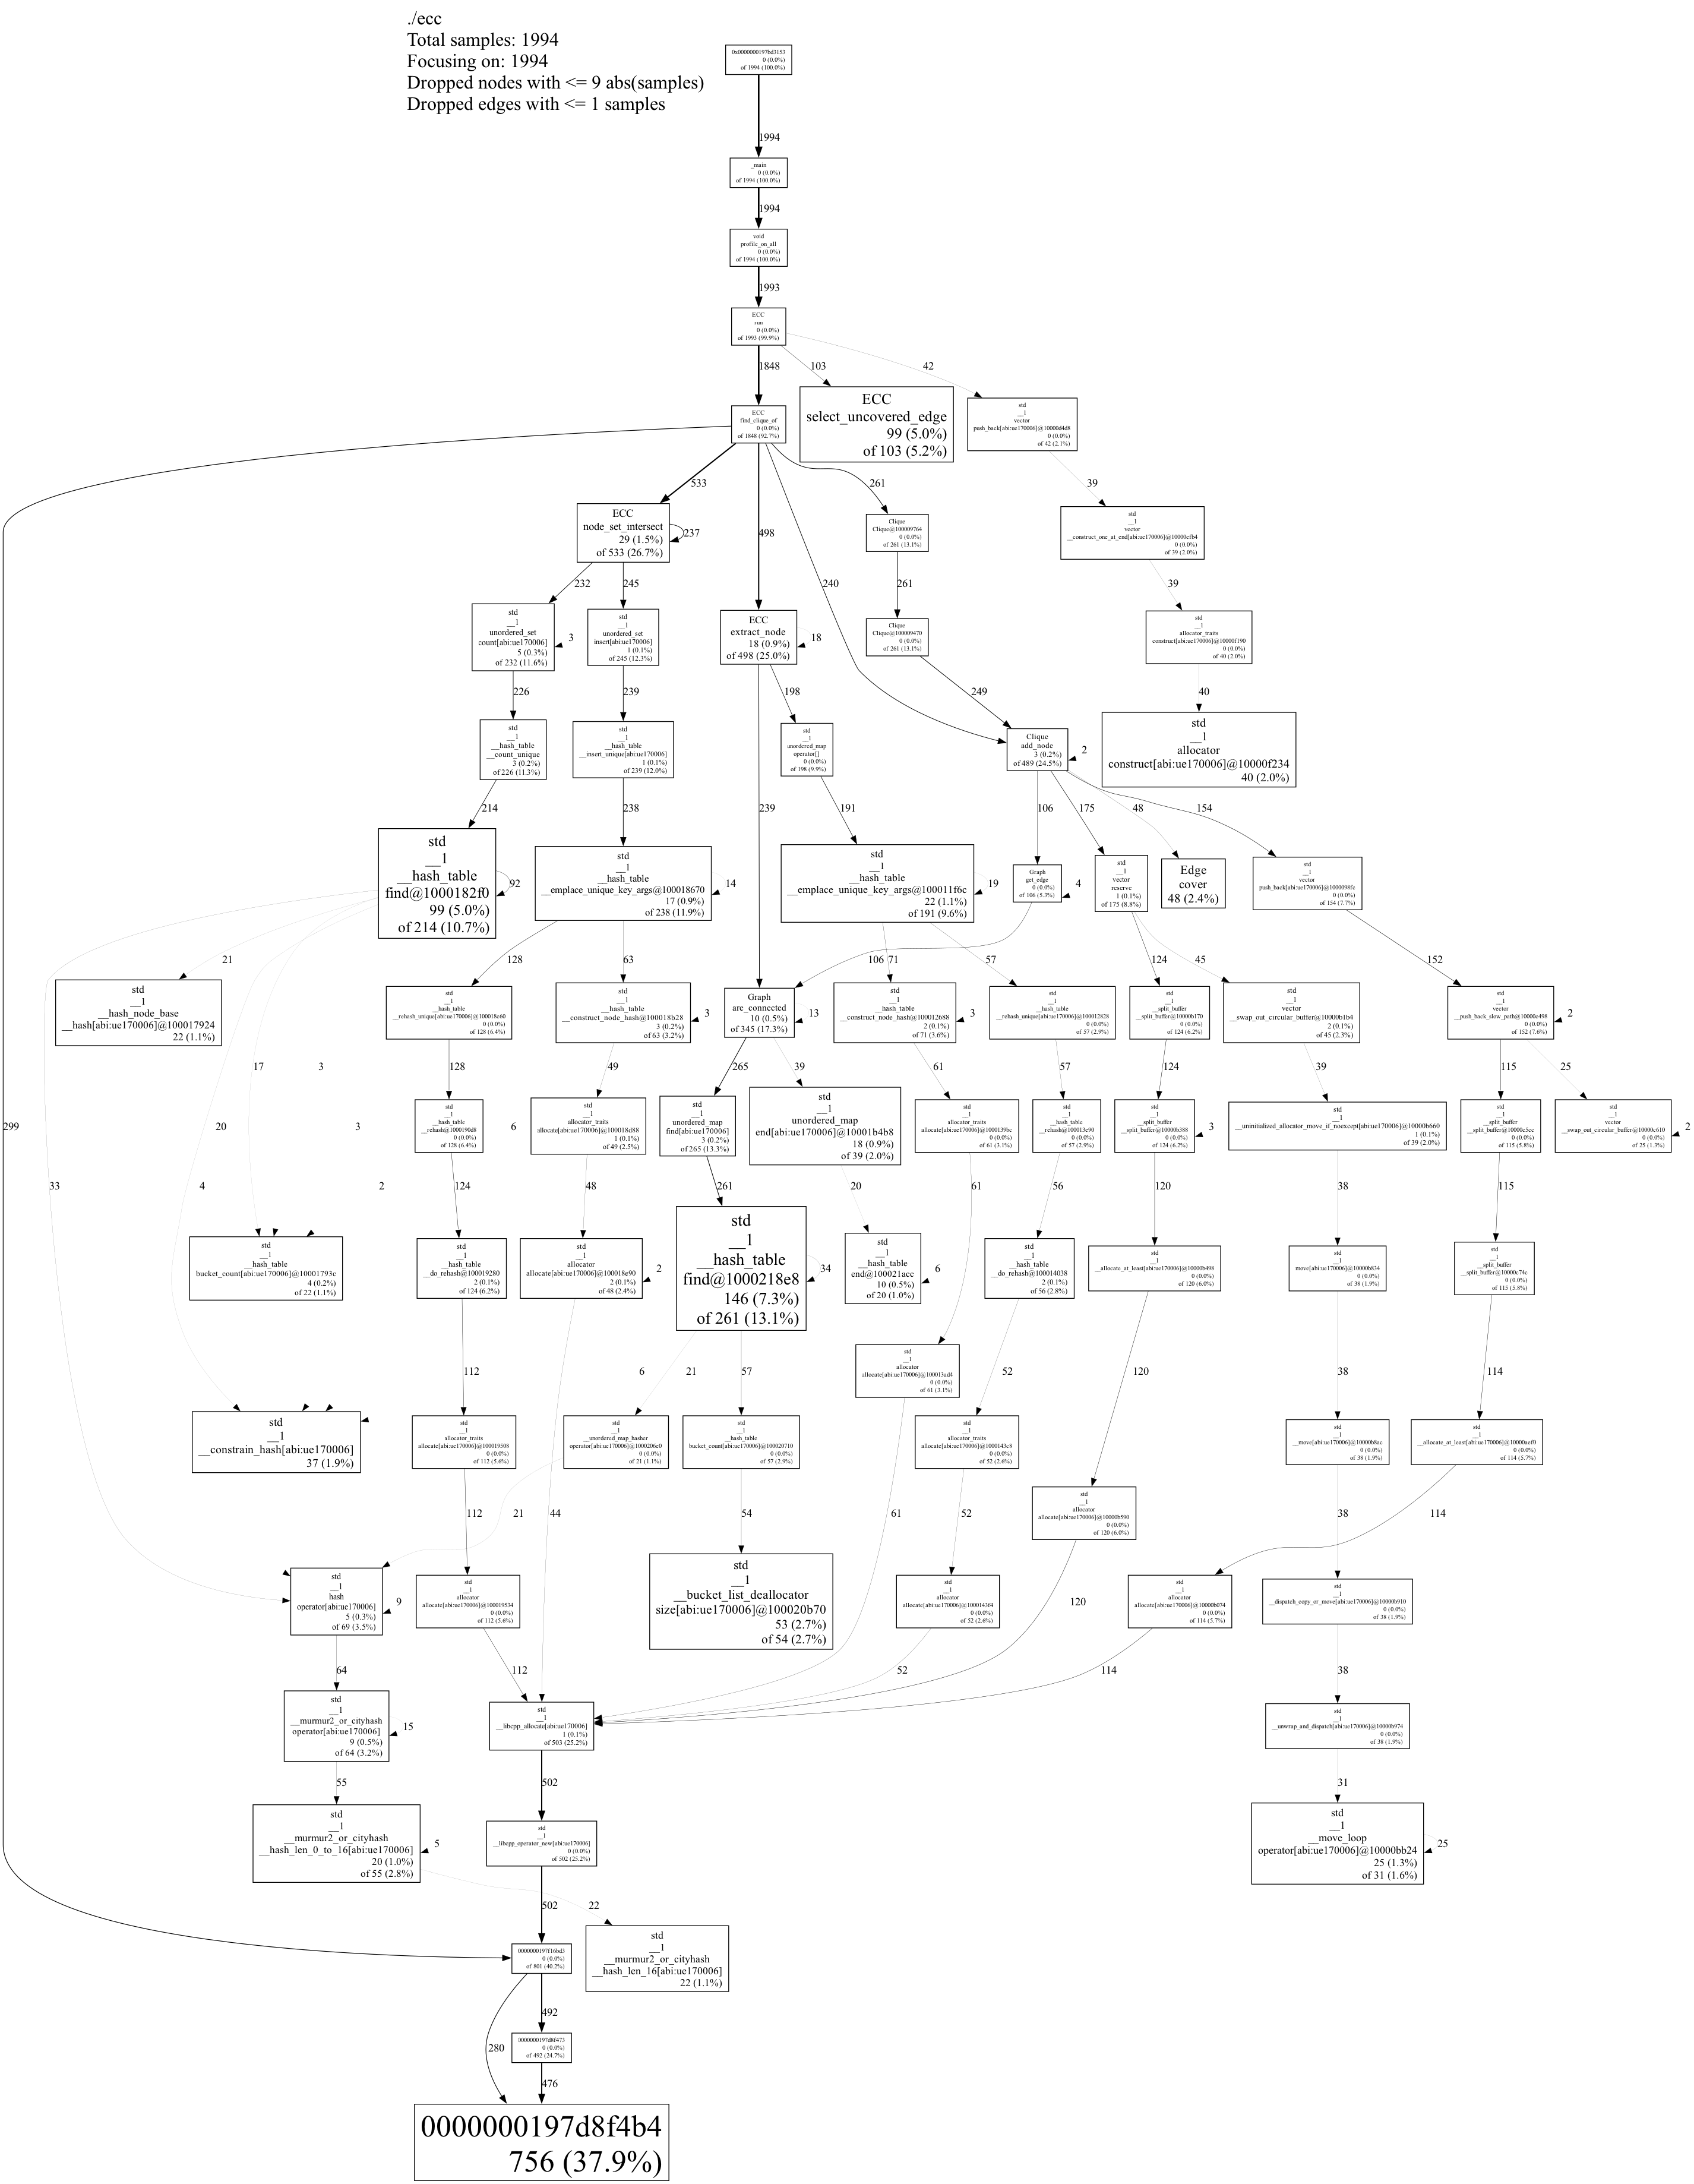 ./ecc
Total samples: 1994
Focusing on: 1994
Dropped nodes with <= 9 abs(samples)
Dropped edges with <= 1 samples
0x0000000197bd3153
0 (0.0%)
of 1994 (100.0%)
1994
_main
0 (0.0%)
of 1994 (100.0%)
1994
void
profile_on_all
0 (0.0%)
of 1994 (100.0%)
1993
ECC
run
0 (0.0%)
of 1993 (99.9%)
1848
103
42
ECC
find_clique_of
0 (0.0%)
of 1848 (92.7%)
ECC
select_uncovered_edge
99 (5.0%)
of 103 (5.2%)
std
__1
vector
push_back[abi:ue170006]@10000d4d8
0 (0.0%)
of 42 (2.1%)
533
498
240
261
39
ECC
node_set_intersect
29 (1.5%)
of 533 (26.7%)
237
Clique
Clique@100009764
0 (0.0%)
of 261 (13.1%)
std
__1
vector
__construct_one_at_end[abi:ue170006]@10000efb4
0 (0.0%)
of 39 (2.0%)
232
245
261
39
std
__1
unordered_set
count[abi:ue170006]
5 (0.3%)
of 232 (11.6%)
3
std
__1
unordered_set
insert[abi:ue170006]
1 (0.1%)
of 245 (12.3%)
ECC
extract_node
18 (0.9%)
of 498 (25.0%)
18
Clique
Clique@100009470
0 (0.0%)
of 261 (13.1%)
std
__1
allocator_traits
construct[abi:ue170006]@10000f190
0 (0.0%)
of 40 (2.0%)
226
239
198
249
40
std
__1
__hash_table
__count_unique
3 (0.2%)
of 226 (11.3%)
std
__1
__hash_table
__insert_unique[abi:ue170006]
1 (0.1%)
of 239 (12.0%)
std
__1
unordered_map
operator[]
0 (0.0%)
of 198 (9.9%)
Clique
add_node
3 (0.2%)
of 489 (24.5%)
2
std
__1
allocator
construct[abi:ue170006]@10000f234
40 (2.0%)
214
238
239
191
106
175
48
154
std
__1
__hash_table
find@1000182f0
99 (5.0%)
of 214 (10.7%)
92
std
__1
__hash_table
__emplace_unique_key_args@100018670
17 (0.9%)
of 238 (11.9%)
14
std
__1
__hash_table
__emplace_unique_key_args@100011f6c
22 (1.1%)
of 191 (9.6%)
19
Graph
get_edge
0 (0.0%)
of 106 (5.3%)
4
std
__1
vector
reserve
1 (0.1%)
of 175 (8.8%)
Edge
cover
48 (2.4%)
std
__1
vector
push_back[abi:ue170006]@1000098fc
0 (0.0%)
of 154 (7.7%)
21
128
63
106
71
57
124
45
152
std
__1
__hash_node_base
__hash[abi:ue170006]@100017924
22 (1.1%)
std
__1
__hash_table
__rehash_unique[abi:ue170006]@100018c60
0 (0.0%)
of 128 (6.4%)
std
__1
__hash_table
__construct_node_hash@100018b28
3 (0.2%)
of 63 (3.2%)
3
Graph
are_connected
10 (0.5%)
of 345 (17.3%)
13
std
__1
__hash_table
__construct_node_hash@100012688
2 (0.1%)
of 71 (3.6%)
3
std
__1
__hash_table
__rehash_unique[abi:ue170006]@100012828
0 (0.0%)
of 57 (2.9%)
std
__1
__split_buffer
__split_buffer@10000b170
0 (0.0%)
of 124 (6.2%)
std
__1
vector
__swap_out_circular_buffer@10000b1b4
2 (0.1%)
of 45 (2.3%)
std
__1
vector
__push_back_slow_path@10000c498
0 (0.0%)
of 152 (7.6%)
2
17
3
128
49
265
39
61
57
124
39
115
25
299
20
3
6
std
__1
__hash_table
__rehash@1000190d8
0 (0.0%)
of 128 (6.4%)
std
__1
allocator_traits
allocate[abi:ue170006]@100018d88
1 (0.1%)
of 49 (2.5%)
std
__1
unordered_map
find[abi:ue170006]
3 (0.2%)
of 265 (13.3%)
std
__1
unordered_map
end[abi:ue170006]@10001b4b8
18 (0.9%)
of 39 (2.0%)
std
__1
allocator_traits
allocate[abi:ue170006]@1000139bc
0 (0.0%)
of 61 (3.1%)
std
__1
__hash_table
__rehash@100013e90
0 (0.0%)
of 57 (2.9%)
std
__1
__split_buffer
__split_buffer@10000b388
0 (0.0%)
of 124 (6.2%)
3
std
__1
__uninitialized_allocator_move_if_noexcept[abi:ue170006]@10000b660
1 (0.1%)
of 39 (2.0%)
std
__1
__split_buffer
__split_buffer@10000c5cc
0 (0.0%)
of 115 (5.8%)
std
__1
vector
__swap_out_circular_buffer@10000c610
0 (0.0%)
of 25 (1.3%)
2
33
4
2
124
48
261
20
61
56
120
38
115
std
__1
__hash_table
bucket_count[abi:ue170006]@10001793c
4 (0.2%)
of 22 (1.1%)
std
__1
__hash_table
__do_rehash@100019280
2 (0.1%)
of 124 (6.2%)
std
__1
allocator
allocate[abi:ue170006]@100018e90
2 (0.1%)
of 48 (2.4%)
2
std
__1
__hash_table
find@1000218e8
146 (7.3%)
of 261 (13.1%)
34
std
__1
__hash_table
end@100021acc
10 (0.5%)
of 20 (1.0%)
6
std
__1
__hash_table
__do_rehash@100014038
2 (0.1%)
of 56 (2.8%)
std
__1
__allocate_at_least[abi:ue170006]@10000b498
0 (0.0%)
of 120 (6.0%)
std
__1
move[abi:ue170006]@10000b834
0 (0.0%)
of 38 (1.9%)
std
__1
__split_buffer
__split_buffer@10000c74c
0 (0.0%)
of 115 (5.8%)
112
6
21
57
std
__1
allocator
allocate[abi:ue170006]@100013ad4
0 (0.0%)
of 61 (3.1%)
52
120
38
114
std
__1
__constrain_hash[abi:ue170006]
37 (1.9%)
std
__1
allocator_traits
allocate[abi:ue170006]@100019508
0 (0.0%)
of 112 (5.6%)
std
__1
__unordered_map_hasher
operator[abi:ue170006]@1000206e0
0 (0.0%)
of 21 (1.1%)
std
__1
__hash_table
bucket_count[abi:ue170006]@100020710
0 (0.0%)
of 57 (2.9%)
std
__1
allocator_traits
allocate[abi:ue170006]@1000143c8
0 (0.0%)
of 52 (2.6%)
std
__1
__move[abi:ue170006]@10000b8ac
0 (0.0%)
of 38 (1.9%)
std
__1
__allocate_at_least[abi:ue170006]@10000aef0
0 (0.0%)
of 114 (5.7%)
112
21
44
54
61
52
std
__1
allocator
allocate[abi:ue170006]@10000b590
0 (0.0%)
of 120 (6.0%)
38
114
std
__1
hash
operator[abi:ue170006]
5 (0.3%)
of 69 (3.5%)
9
std
__1
allocator
allocate[abi:ue170006]@100019534
0 (0.0%)
of 112 (5.6%)
std
__1
__bucket_list_deallocator
size[abi:ue170006]@100020b70
53 (2.7%)
of 54 (2.7%)
std
__1
allocator
allocate[abi:ue170006]@1000143f4
0 (0.0%)
of 52 (2.6%)
120
std
__1
allocator
allocate[abi:ue170006]@10000b074
0 (0.0%)
of 114 (5.7%)
std
__1
__dispatch_copy_or_move[abi:ue170006]@10000b910
0 (0.0%)
of 38 (1.9%)
64
112
52
114
38
std
__1
__murmur2_or_cityhash
operator[abi:ue170006]
9 (0.5%)
of 64 (3.2%)
15
std
__1
__libcpp_allocate[abi:ue170006]
1 (0.1%)
of 503 (25.2%)
std
__1
__unwrap_and_dispatch[abi:ue170006]@10000b974
0 (0.0%)
of 38 (1.9%)
55
502
31
std
__1
__murmur2_or_cityhash
__hash_len_0_to_16[abi:ue170006]
20 (1.0%)
of 55 (2.8%)
5
std
__1
__libcpp_operator_new[abi:ue170006]
0 (0.0%)
of 502 (25.2%)
std
__1
__move_loop
operator[abi:ue170006]@10000bb24
25 (1.3%)
of 31 (1.6%)
25
502
22
0000000197f16bd3
0 (0.0%)
of 801 (40.2%)
std
__1
__murmur2_or_cityhash
__hash_len_16[abi:ue170006]
22 (1.1%)
492
280
0000000197d8f473
0 (0.0%)
of 492 (24.7%)
476
0000000197d8f4b4
756 (37.9%)